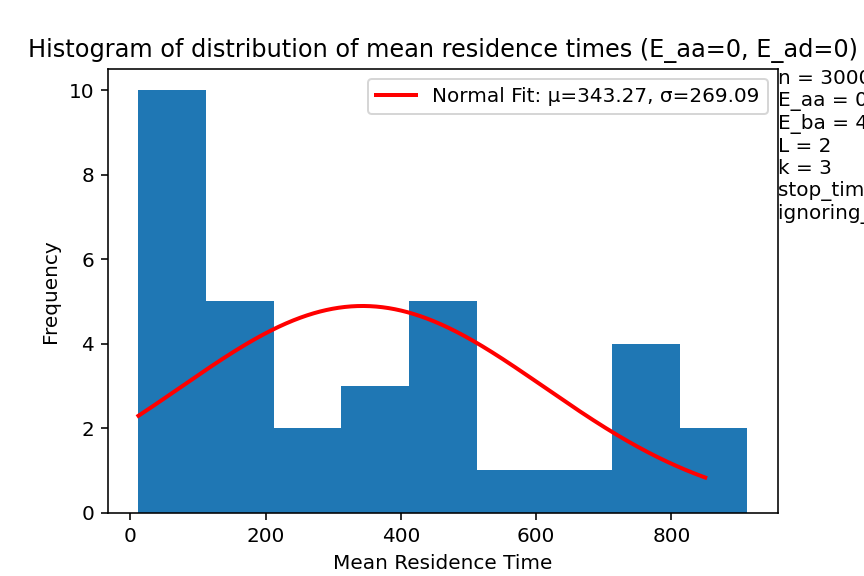 Histogram of distribution of mean residence times (E_aa=0, E_ad=0)
Normal Fit: μ=343.27, σ=269.09
n = 3000
E_aa = 0
E_ba = 4
L = 2
k = 3
stop_tim
ignoring_
10
8
6
4
2
0
Frequency
0 200 400 600 800
Mean Residence Time